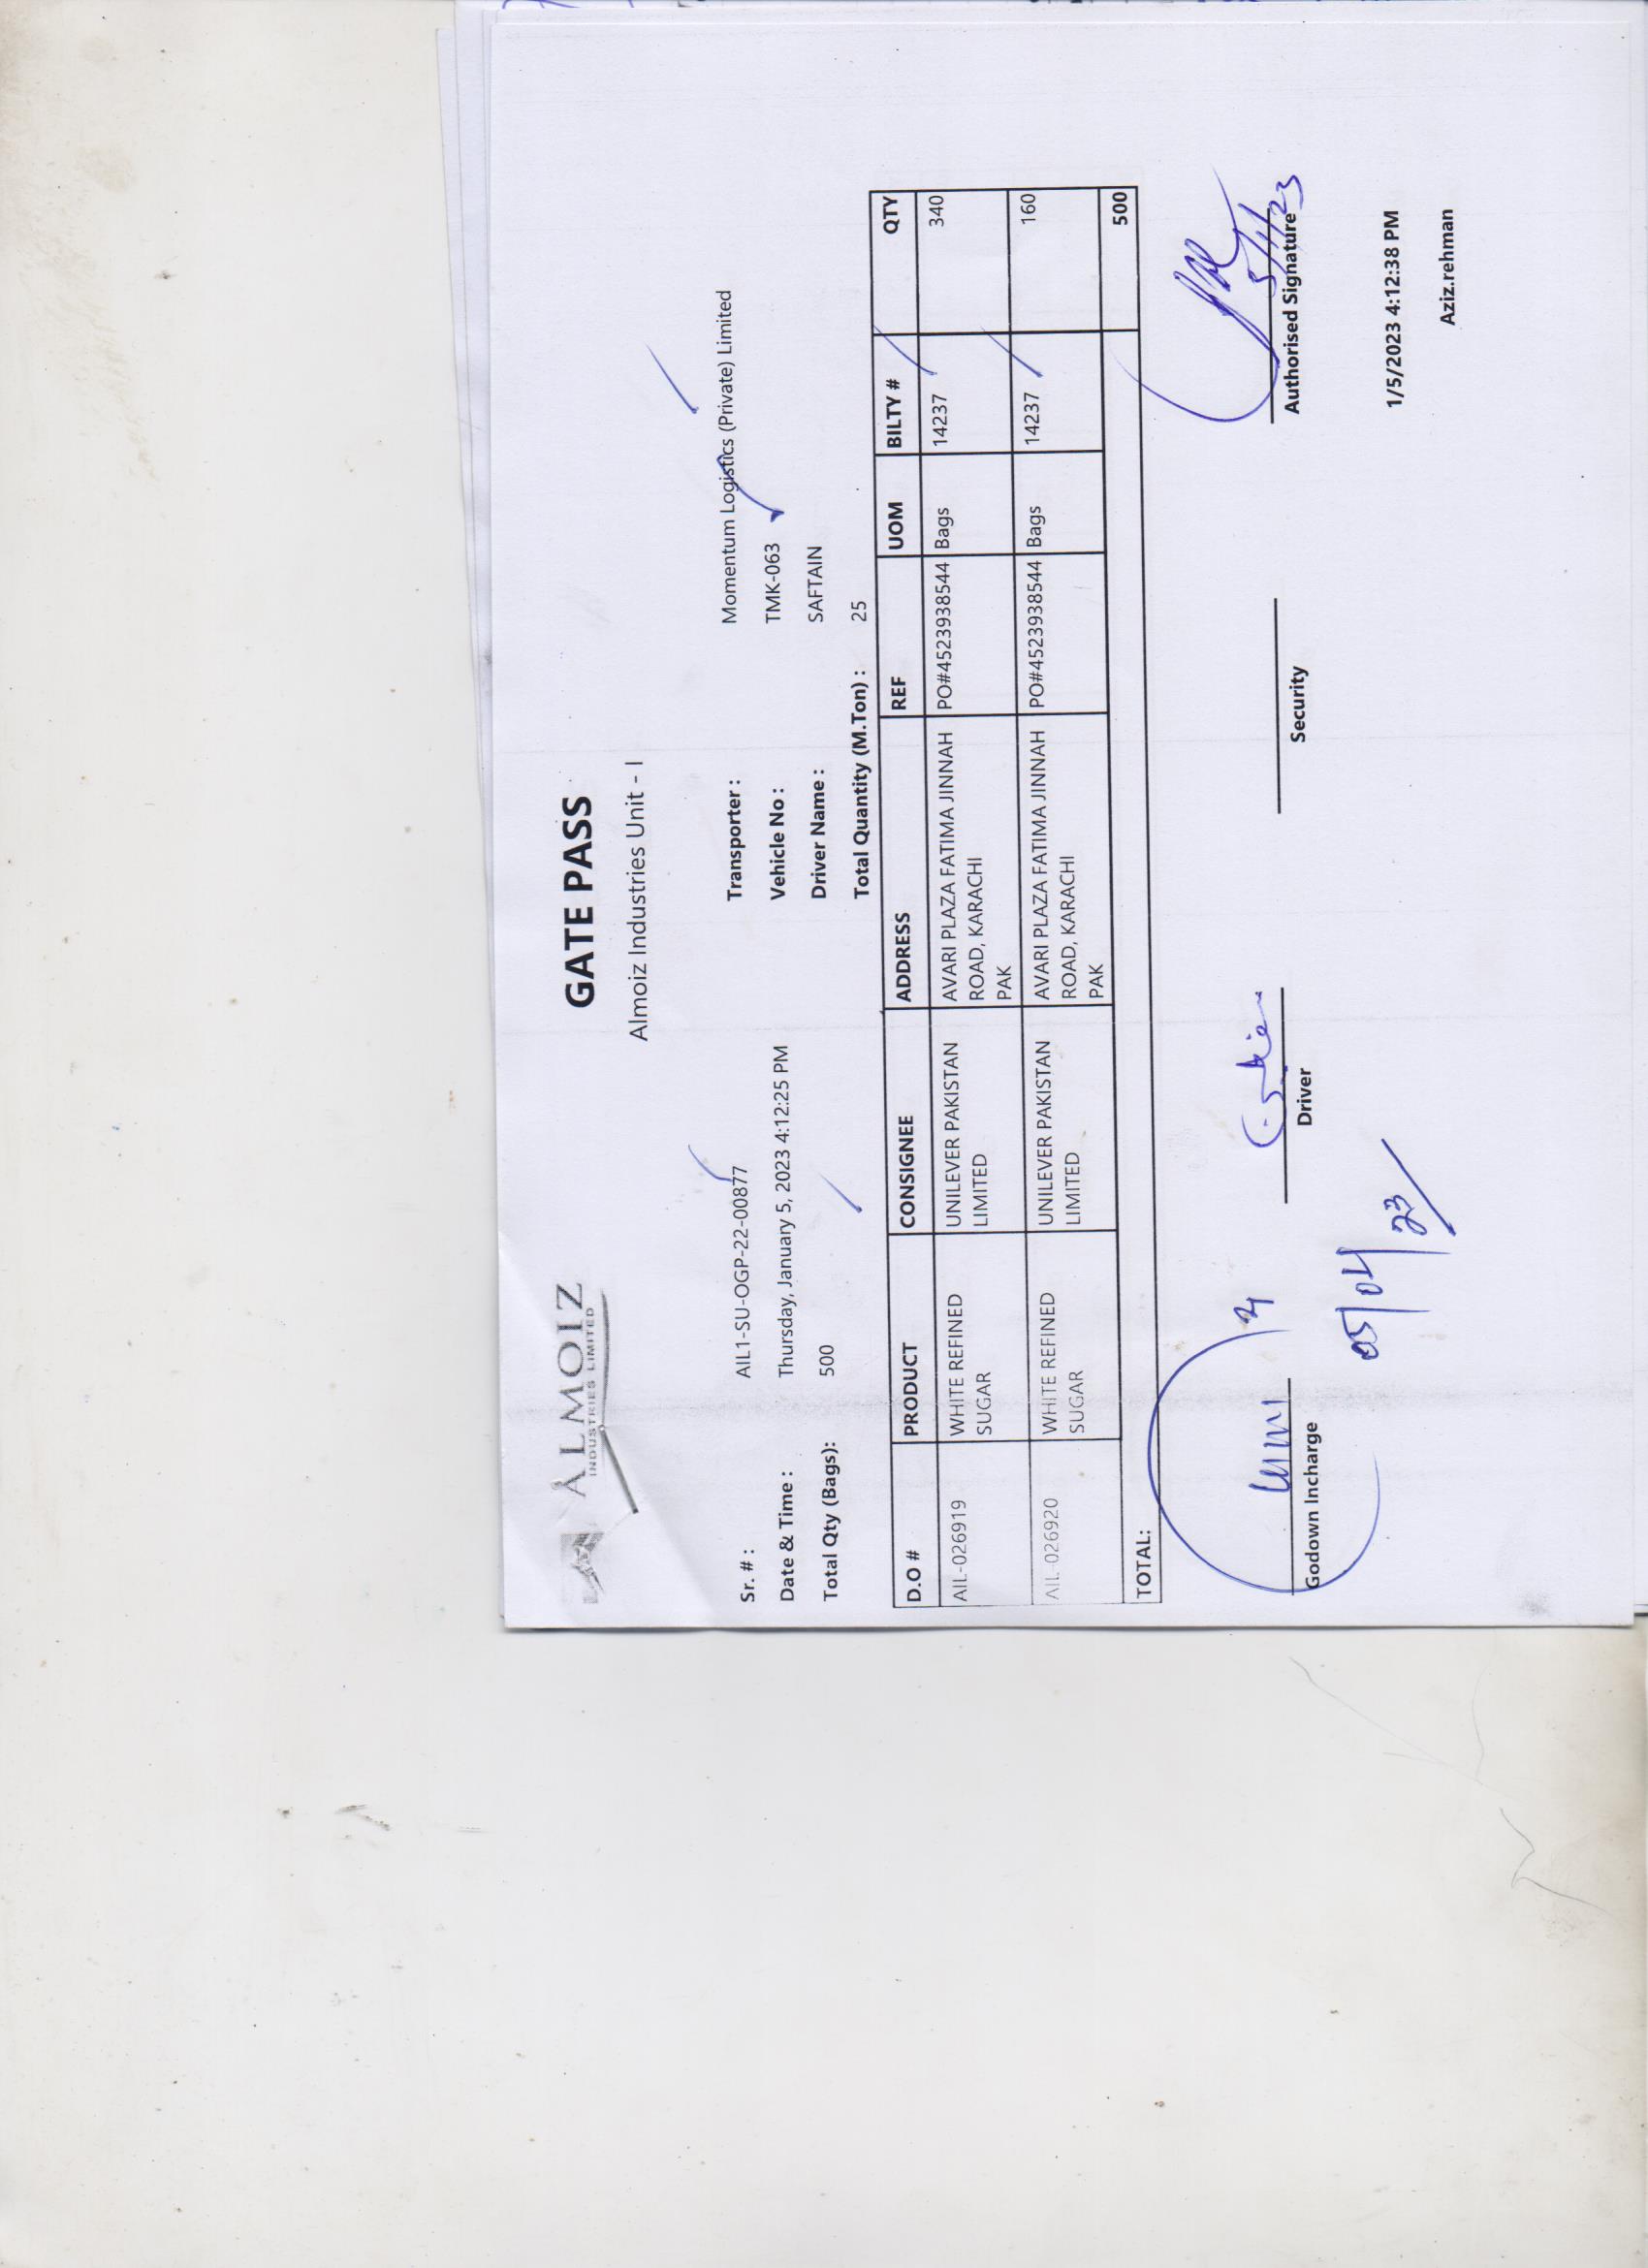 ALMOIZ
INDUSTRIES LIMITED
GATE PASS
Almoiz Industries Unit - I
Sr. # : AIL1-SU-OGP-22-00877 Transporter : Momentum Logistics (Private) Limited
Date & Time : Thursday, January 5, 2023 4:12:25 PM Vehicle No : TMK-063
Total Qty (Bags): 500 Driver Name : SAFTAIN
Total Quantity (M.Ton) : 25
D.O # PRODUCT CONSIGNEE ADDRESS REF UOM BILTY # QTY
AIL-026919 WHITE REFINED UNILEVER PAKISTAN AVARI PLAZA FATIMA JINNAH PO#4523938544 Bags 14237 340
SUGAR LIMITED ROAD, KARACHI
PAK
AIL-026920 WHITE REFINED UNILEVER PAKISTAN AVARI PLAZA FATIMA JINNAH PO#4523938544 Bags 14237 160
SUGAR LIMITED ROAD, KARACHI
PAK
TOTAL: 500
5/1/23
Godown Incharge Driver Security Authorised Signature
1/5/2023 4:12:38 PM
Aziz.rehman